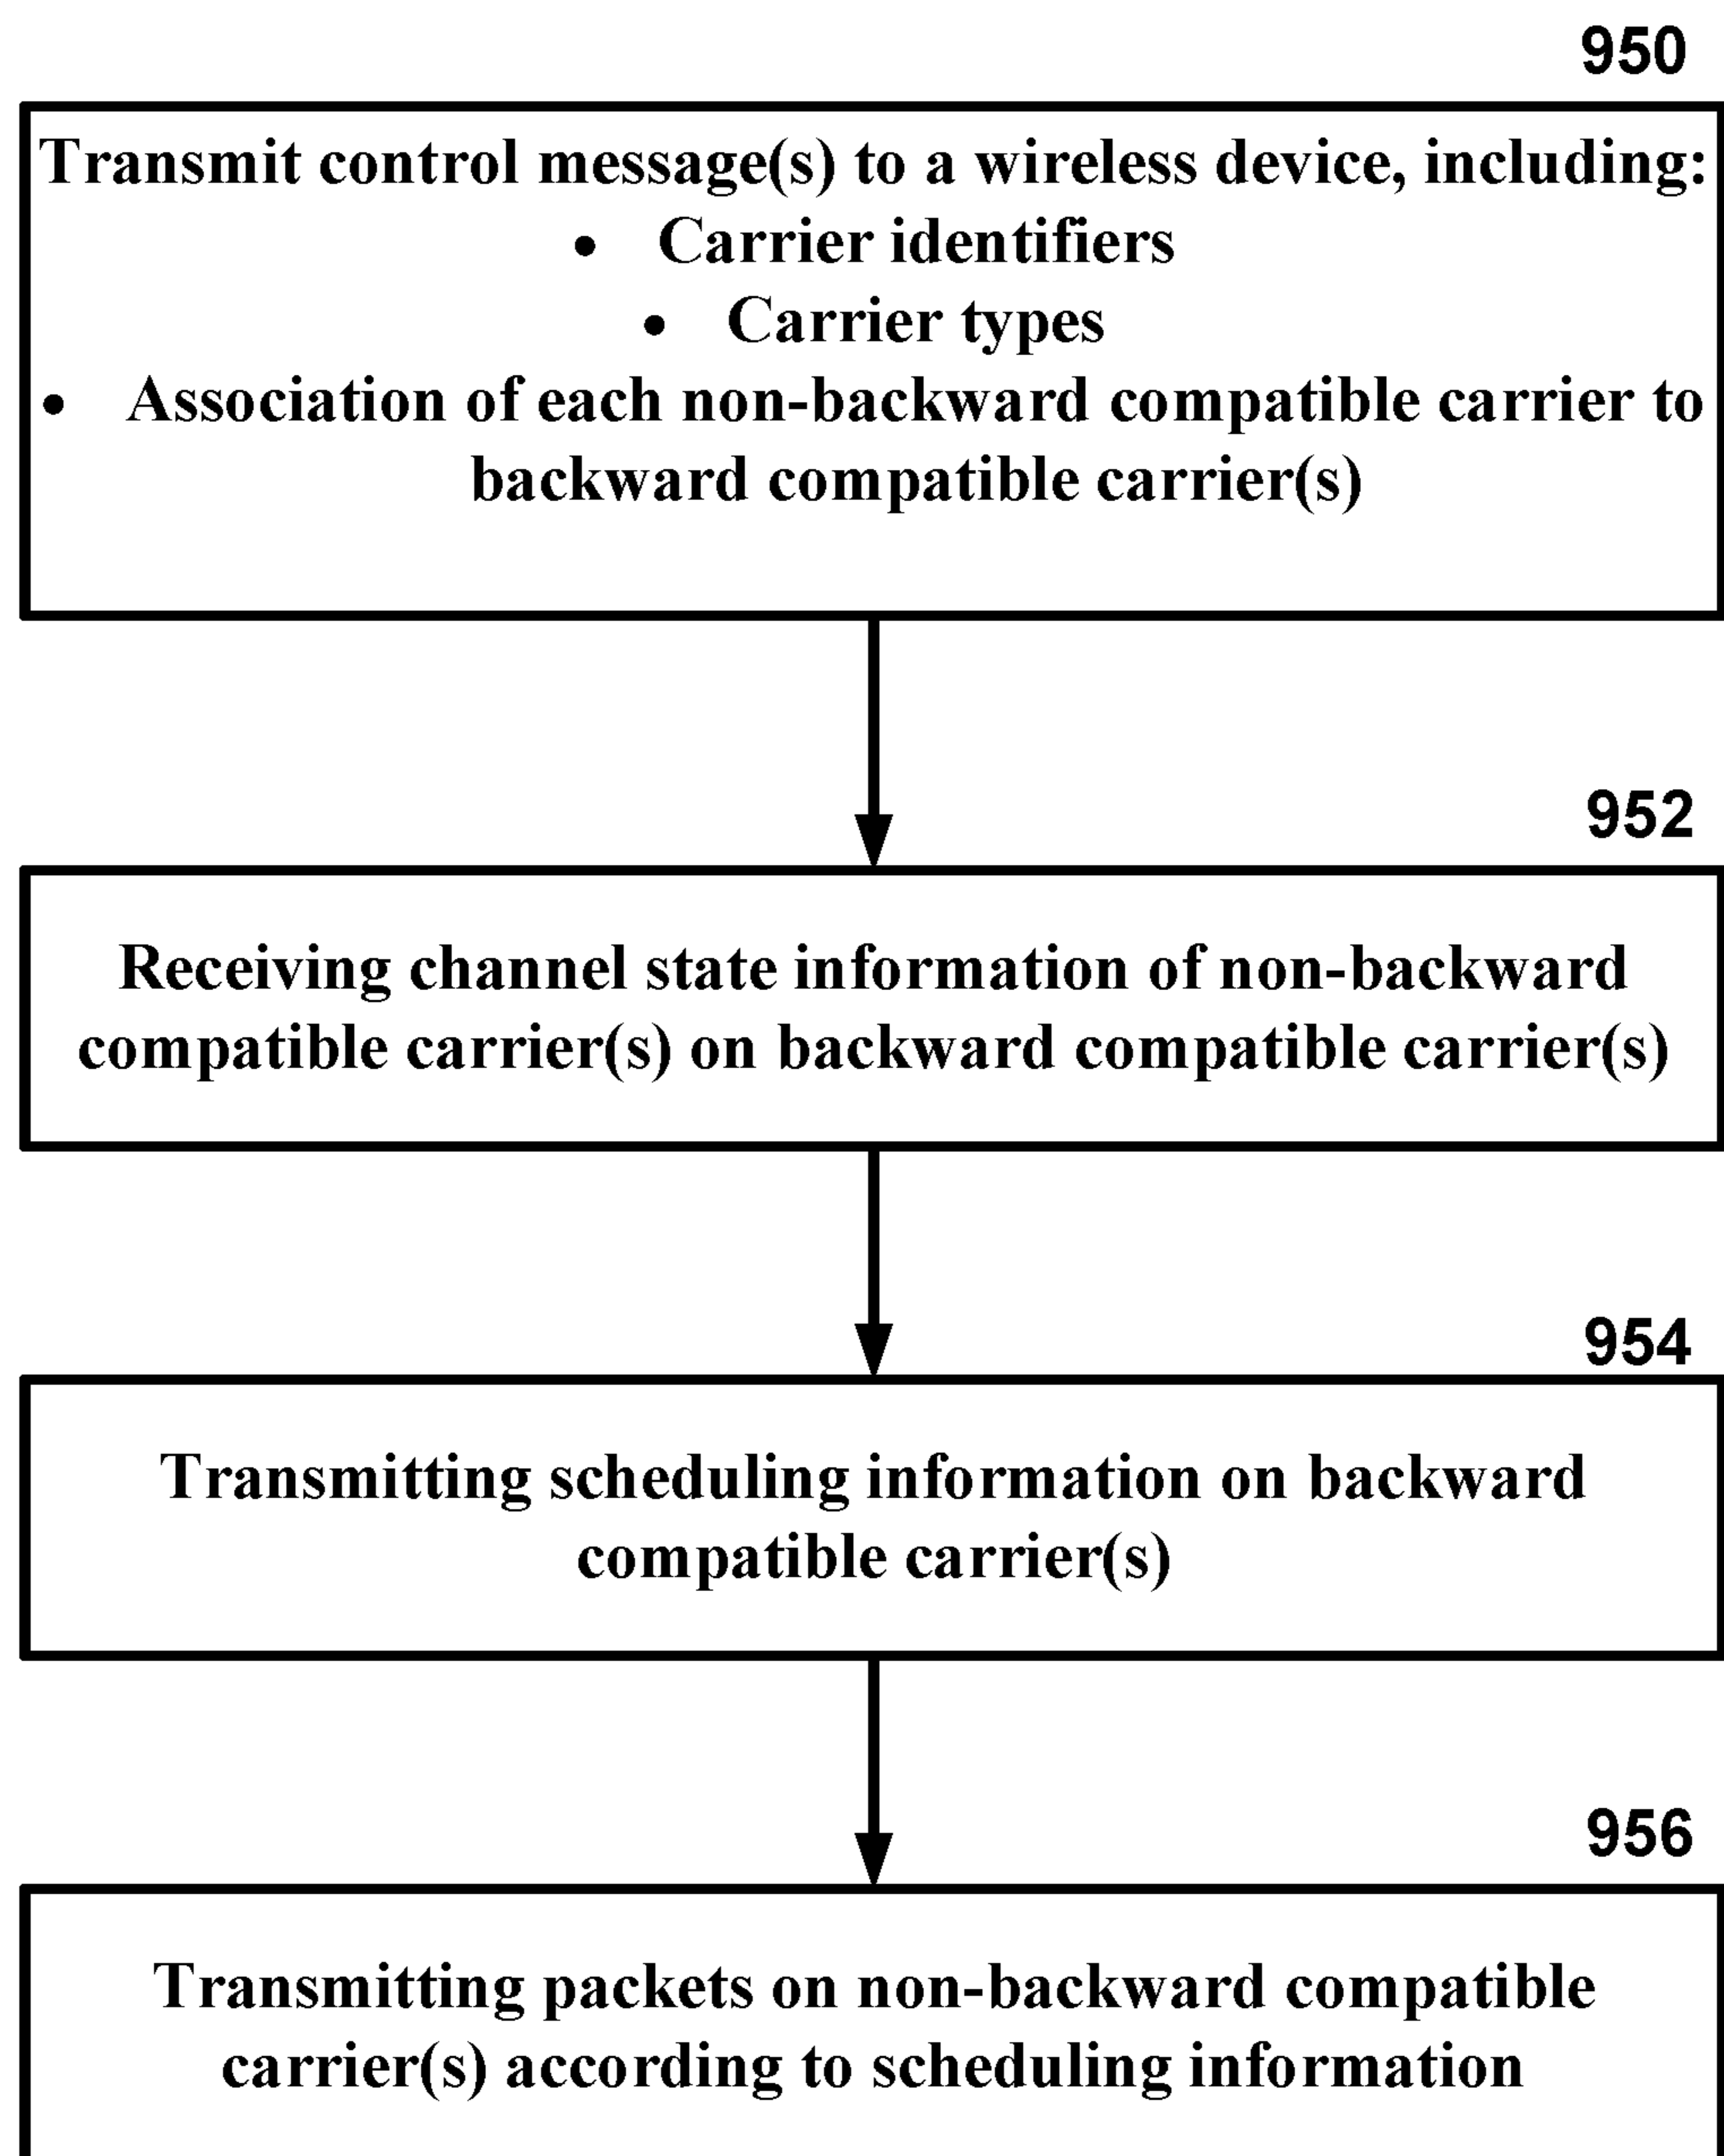 950
Transmit control message(s) to a wireless device, including:
• Carrier identifiers
• Carrier types
• Association of each non-backward compatible carrier to
backward compatible carrier(s)
952
Receiving channel state information of non-backward
compatible carrier(s) on backward compatible carrier(s)
954
Transmitting scheduling information on backward
compatible carrier(s)
956
Transmitting packets on non-backward compatible
carrier(s) according to scheduling information